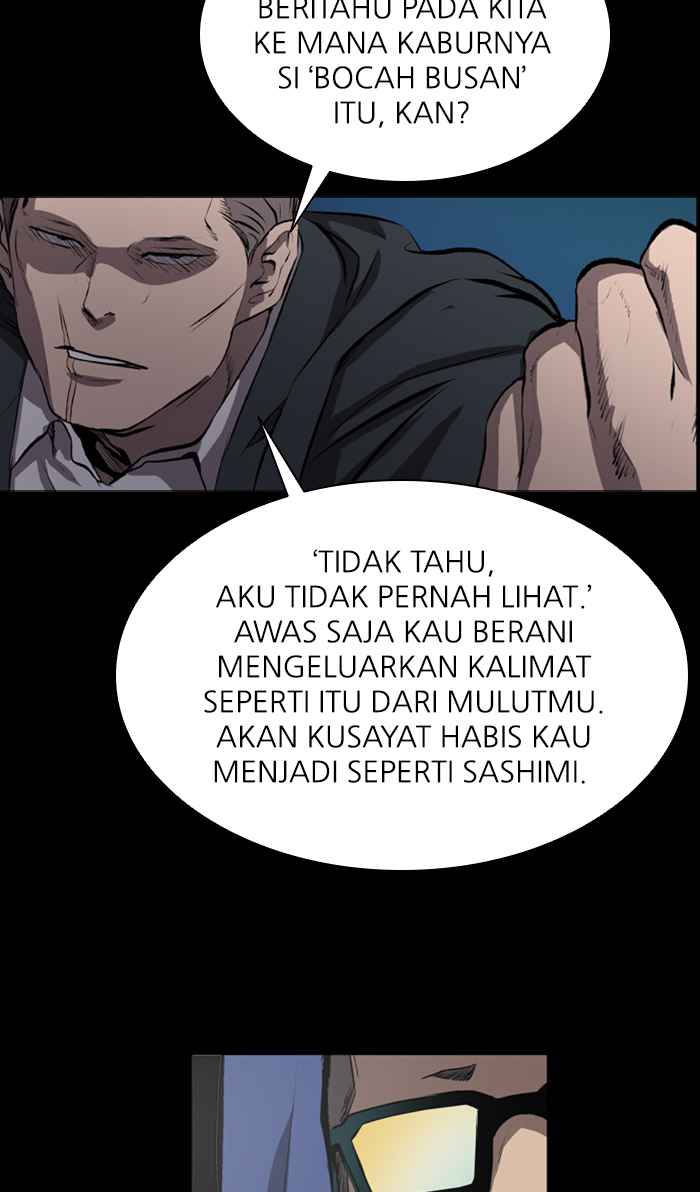 BERITAHU PADA KITA
KE MANA KABURNYA
SI ‘BOCAH BUSAN’
ITU, KAN?
‘TIDAK TAHU,
AKU TIDAK PERNAH LIHAT.’
AWAS SAJA KAU BERANI
MENGELUARKAN KALIMAT
SEPERTI ITU DARI MULUTMU.
AKAN KUSAYAT HABIS KAU
MENJADI SEPERTI SASHIMI.